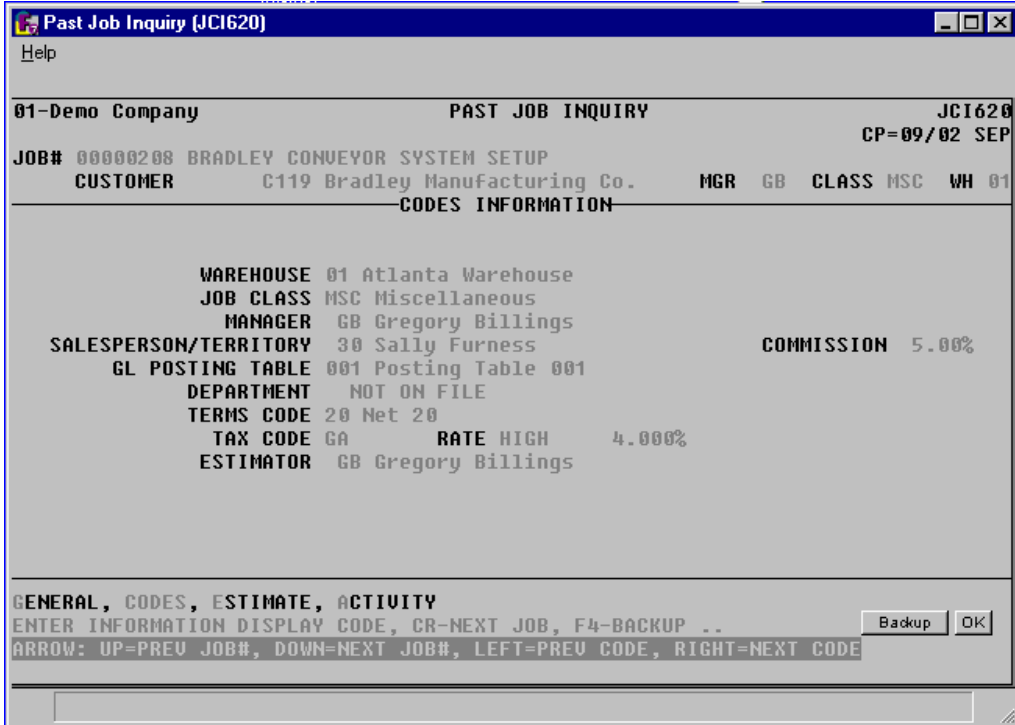 Past Job Inquiry (JCI620)
Help
01-Demo Company PAST JOB INQUIRY JCI620
CP=09/02 SEP
JOB# 00000208 BRADLEY CONVEYOR SYSTEM SETUP
CUSTOMER C119 Bradley Manufacturing Co. MGR GB CLASS MSC WH 01
CODES INFORMATION
WAREHOUSE 01 Atlanta Warehouse
JOB CLASS MSC Miscellaneous
MANAGER GB Gregory Billings
SALESPERSON/TERRITORY 30 Sally Furness COMMISSION 5.00%
GL POSTING TABLE 001 Posting Table 001
DEPARTMENT NOT ON FILE
TERMS CODE 20 Net 20
TAX CODE GA RATE HIGH 4.000%
ESTIMATOR GB Gregory Billings
GENERAL, CODES, ESTIMATE, ACTIVITY
ENTER INFORMATION DISPLAY CODE, CR-NEXT JOB, F4-BACKUP .. Backup OK
ARROW: UP=PREV JOB#, DOWN=NEXT JOB#, LEFT=PREV CODE, RIGHT=NEXT CODE